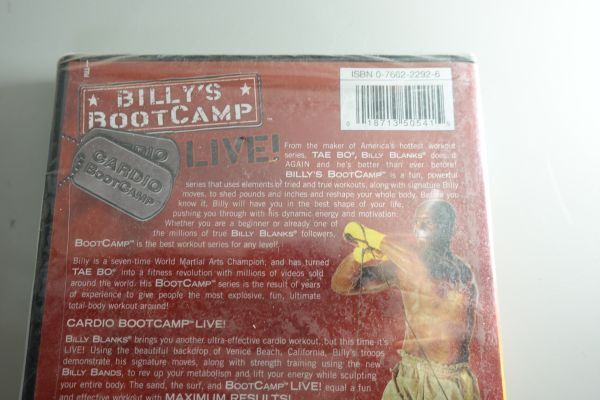 BILLY'S
BOOTCAMP
CARDIO
BOOTCAMP™
LIVE!
ISBN 0-7662-2292-6
0 18713 50541
From the maker of America's hottest workout
series, TAE BO®, BILLY BLANKS® does it
AGAIN and he's better than ever before!
BILLY'S BOOTCAMP™ is a fun, powerful
series that uses elements of tried and true workouts, along with signature Billy
moves, to shed pounds and inches and reshape your whole body. Before you
know it, Billy will have you in the best shape of your life,
pushing you through with his dynamic energy and motivation.
Whether you are a beginner or already one of
the millions of true BILLY BLANKS® followers,
BOOTCAMP™ is the best workout series for any level!
Billy is a seven-time World Martial Arts Champion, and has turned
TAE BO® into a fitness revolution with millions of videos sold
around the world. His BOOTCAMP™ series is the result of years
of experience to give people the most explosive, fun, ultimate
total-body workout around!
CARDIO BOOTCAMP™ LIVE!
BILLY BLANKS® brings you another ultra-effective cardio workout, but this time it's
LIVE! Using the beautiful backdrop of Venice Beach, California, Billy's troops
demonstrate his signature moves, along with strength training using the new
BILLY BANDS, to rev up your metabolism and lift your energy while sculpting
your entire body. The sand, the surf, and BOOTCAMP™ LIVE! equal a fun
and effective workout with MAXIMUM RESULTS!